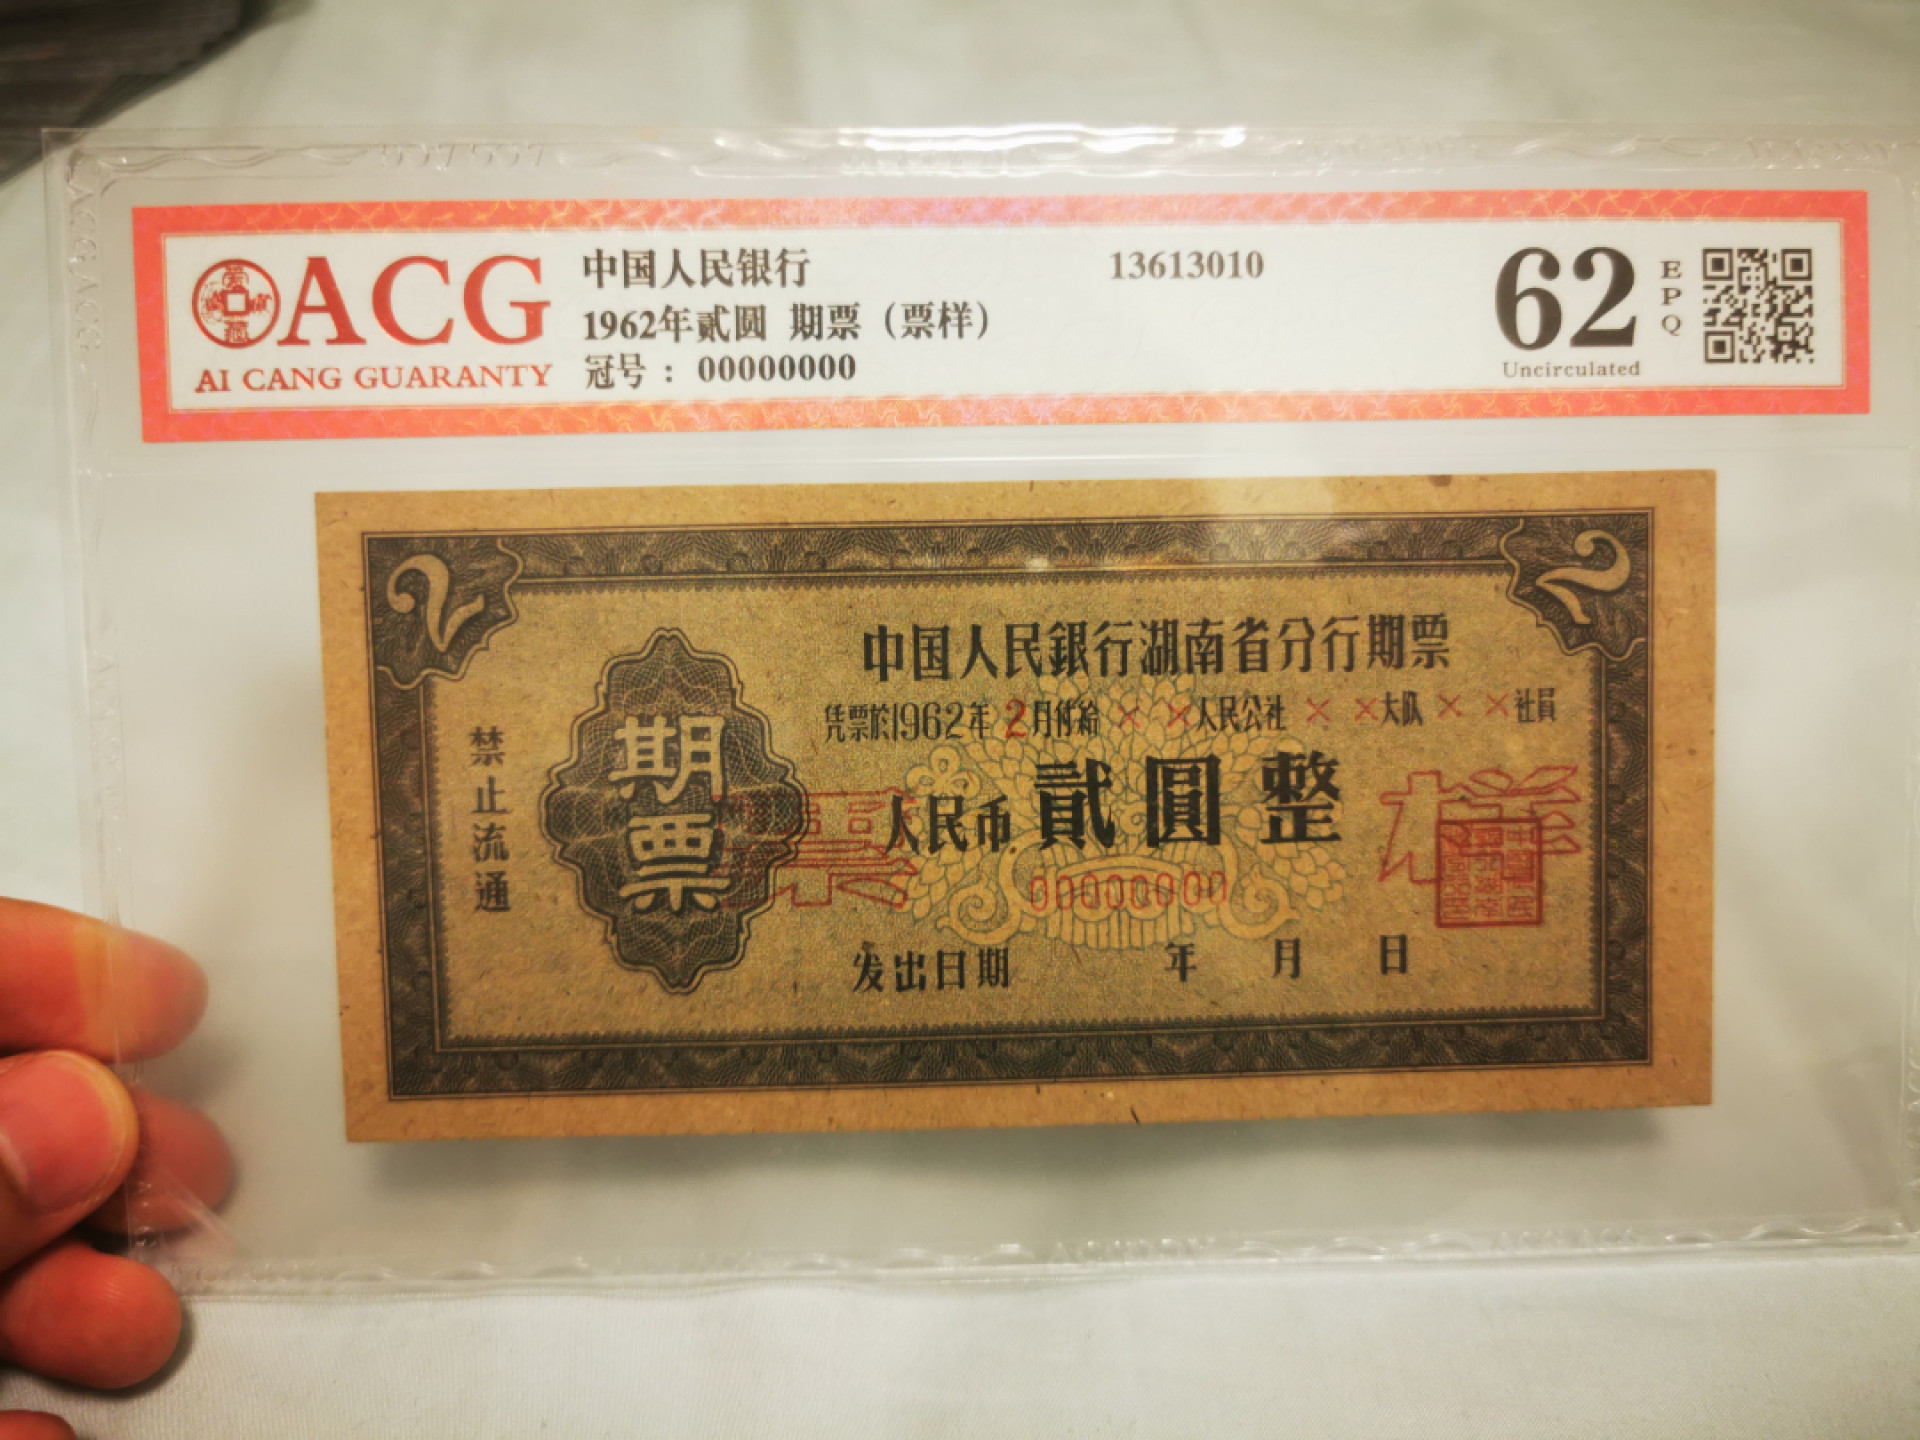 ACG
AI CANG GUARANTY
中国人民银行
1962年贰圆 期票（票样）
冠号：00000000
13613010
62
EPQ
Uncirculated
2
2
中国人民銀行湖南省分行期票
凭票於1962年2月付給××人民公社××大队××社員
禁止流通
期票
人民币貳圓整
票样
00000000
发出日期 年 月 日